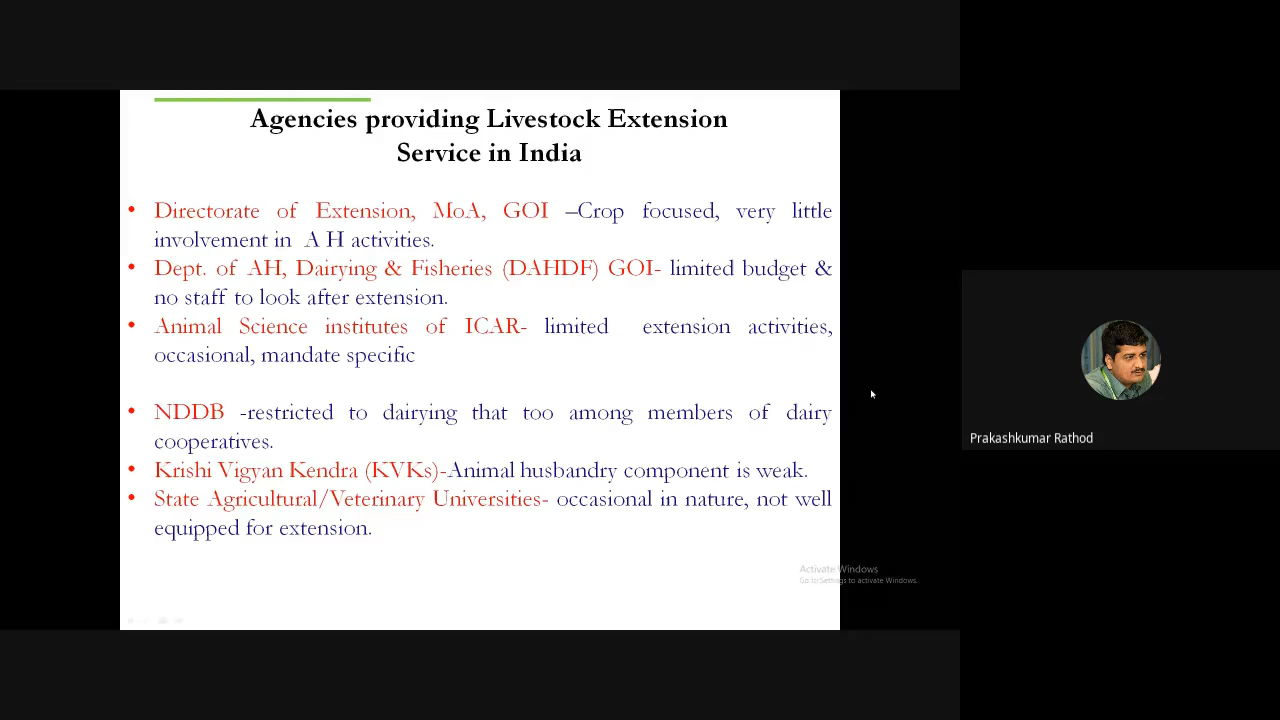 Agencies providing Livestock Extension
Service in India
• Directorate of Extension, MoA, GOI –Crop focused, very little
involvement in A H activities.
• Dept. of AH, Dairying & Fisheries (DAHDF) GOI- limited budget &
no staff to look after extension.
• Animal Science institutes of ICAR- limited extension activities,
occasional, mandate specific
• NDDB -restricted to dairying that too among members of dairy
cooperatives.
• Krishi Vigyan Kendra (KVKs)-Animal husbandry component is weak.
• State Agricultural/Veterinary Universities- occasional in nature, not well
equipped for extension.
Activate Windows
Go to Settings to activate Windows.
Prakashkumar Rathod